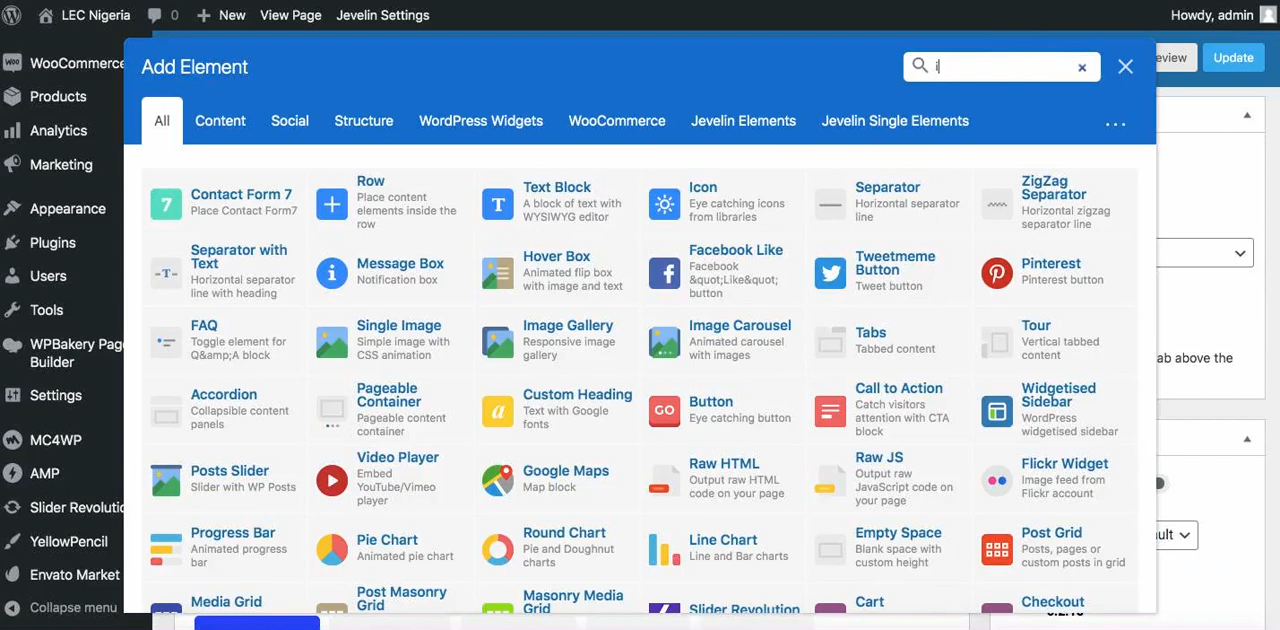 LEC Nigeria 0 New View Page Jevelin Settings Howdy, admin
WooCommerce
Products
Analytics
Marketing
Appearance
Plugins
Users
Tools
WPBakery Pag
Builder
Settings
MC4WP
AMP
Slider Revolutio
YellowPencil
Envato Market
Collapse menu
Add Element
i
Update
All Content Social Structure WordPress Widgets WooCommerce Jevelin Elements Jevelin Single Elements ...
Contact Form 7
Place Contact Form7
Row
Place content
elements inside the
row
Text Block
A block of text with
WYSIWYG editor
Icon
Eye catching icons
from libraries
Separator
Horizontal separator
line
ZigZag
Separator
Horizontal zigzag
separator line
Separator with
Text
Horizontal separator
line with heading
Message Box
Notification box
Hover Box
Animated flip box
with image and text
Facebook Like
Facebook
&quot;Like&quot;
button
Tweetmeme
Button
Tweet button
Pinterest
Pinterest button
FAQ
Toggle element for
Q&amp;A block
Single Image
Simple image with
CSS animation
Image Gallery
Responsive image
gallery
Image Carousel
Animated carousel
with images
Tabs
Tabbed content
Tour
Vertical tabbed
content
Accordion
Collapsible content
panels
Pageable
Container
Pageable content
container
Custom Heading
Text with Google
fonts
GO
Button
Eye catching button
Call to Action
Catch visitors
attention with CTA
block
Widgetised
Sidebar
WordPress
widgetised sidebar
Posts Slider
Slider with WP Posts
Video Player
Embed
YouTube/Vimeo
player
Google Maps
Map block
Raw HTML
Output raw HTML
code on your page
Raw JS
Output raw
JavaScript code on
your page
Flickr Widget
Image feed from
Flickr account
Progress Bar
Animated progress
bar
Pie Chart
Animated pie chart
Round Chart
Pie and Doughnut
charts
Line Chart
Line and Bar charts
Empty Space
Blank space with
custom height
Post Grid
Posts, pages or
custom posts in grid
Media Grid
Post Masonry
Grid
Masonry Media
Grid
Slider Revolution
Cart
Checkout
ab above the
ult